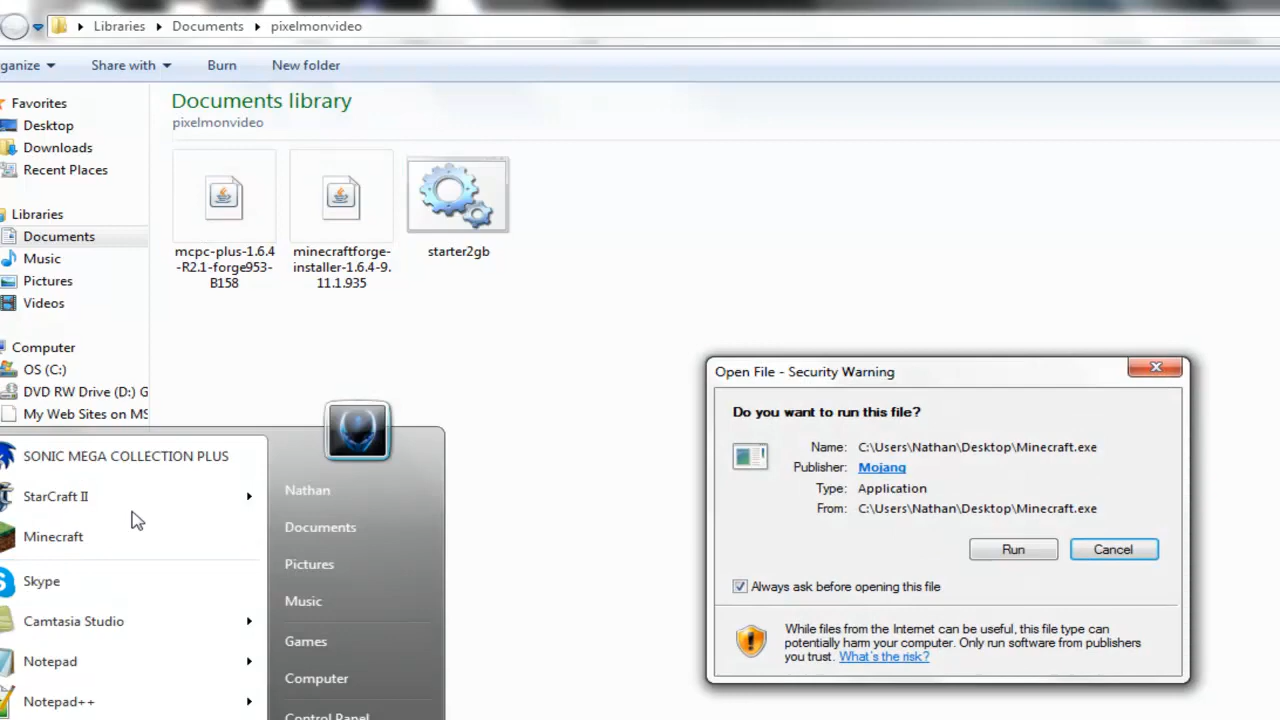 Libraries Documents pixelmonvideo
ganize Share with Burn New folder
Favorites
Desktop
Downloads
Recent Places
Libraries
Documents
Music
Pictures
Videos
Computer
OS (C:)
DVD RW Drive (D:) G
My Web Sites on MS
Documents library
pixelmonvideo
mcpc-plus-1.6.4
-R2.1-forge953-
B158
minecraftforge-
installer-1.6.4-9.
11.1.935
starter2gb
SONIC MEGA COLLECTION PLUS
StarCraft II
Minecraft
Skype
Camtasia Studio
Notepad
Notepad++
Nathan
Documents
Pictures
Music
Games
Computer
Control Panel
Open File - Security Warning
Do you want to run this file?
Name: C:\Users\Nathan\Desktop\Minecraft.exe
Publisher: Mojang
Type: Application
From: C:\Users\Nathan\Desktop\Minecraft.exe
Run Cancel
Always ask before opening this file
While files from the Internet can be useful, this file type can
potentially harm your computer. Only run software from publishers
you trust. What's the risk?